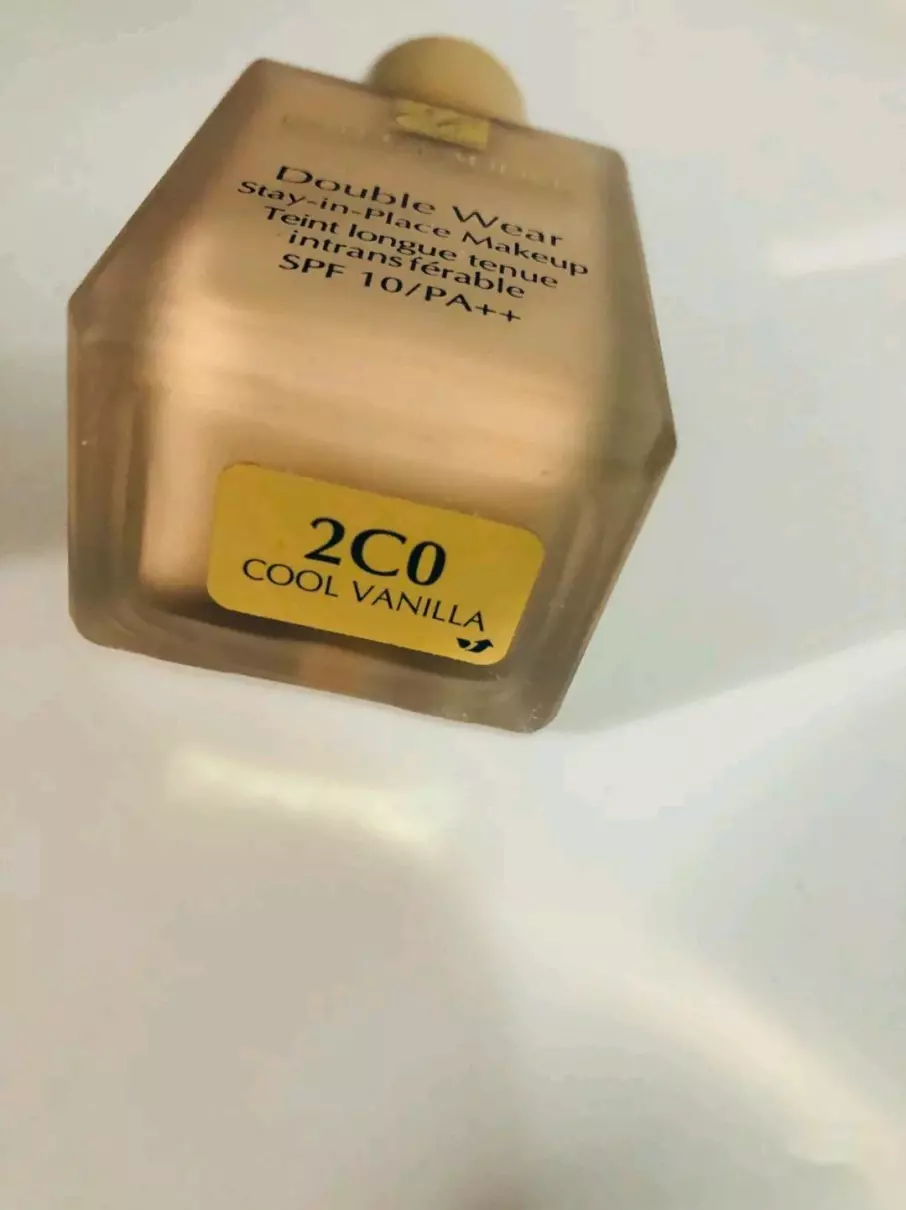 Double Wear
Stay-in-Place Makeup
Teint longue tenue
intransférable
SPF 10/PA++
2C0
COOL VANILLA